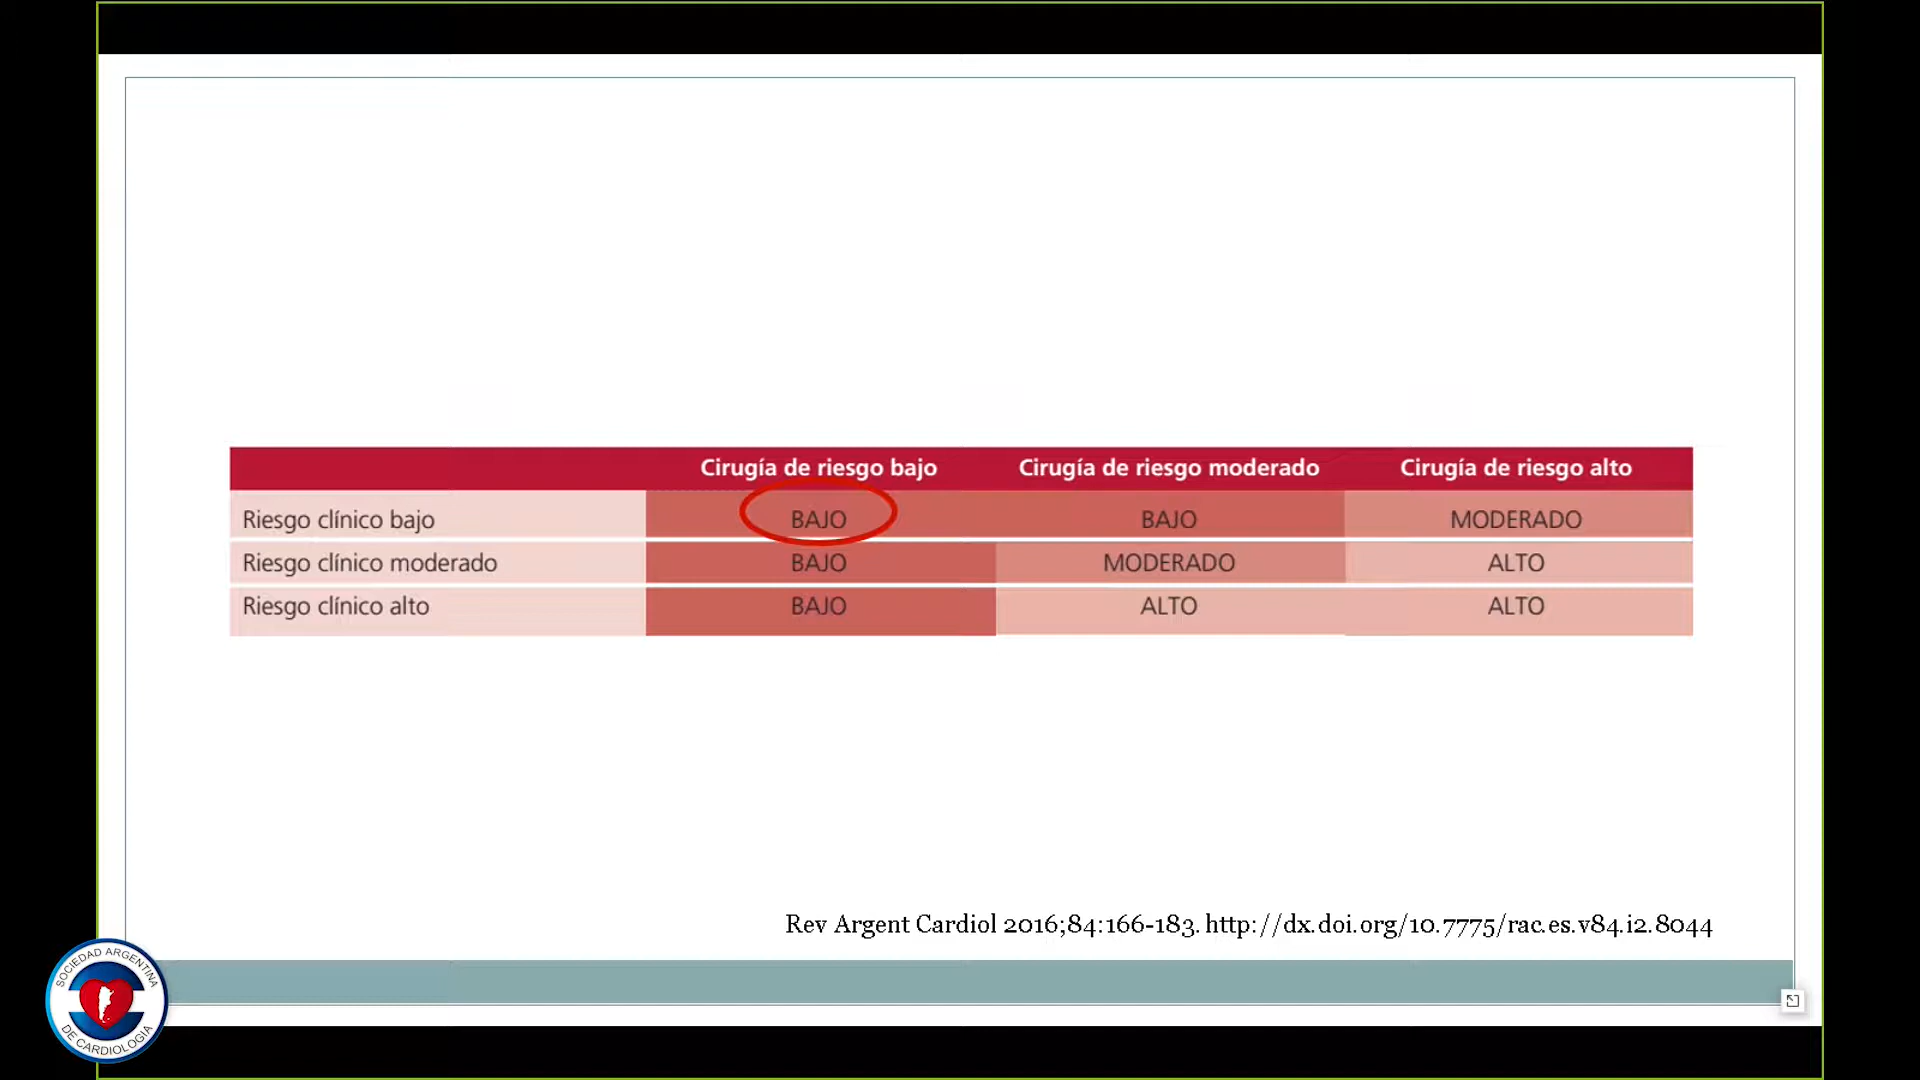 Cirugía de riesgo bajo Cirugía de riesgo moderado Cirugía de riesgo alto
Riesgo clínico bajo BAJO BAJO MODERADO
Riesgo clínico moderado BAJO MODERADO ALTO
Riesgo clínico alto BAJO ALTO ALTO
Rev Argent Cardiol 2016;84:166-183. http://dx.doi.org/10.7775/rac.es.v84.i2.8044
SOCIEDAD ARGENTINA
DE CARDIOLOGIA